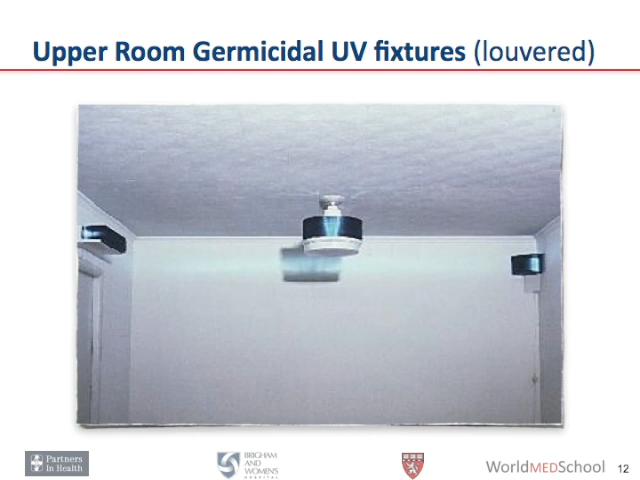 Upper Room Germicidal UV fixtures (louvered)
Partners
In Health
BRIGHAM
AND
WOMEN'S
HOSPITAL
WorldMEDSchool
12